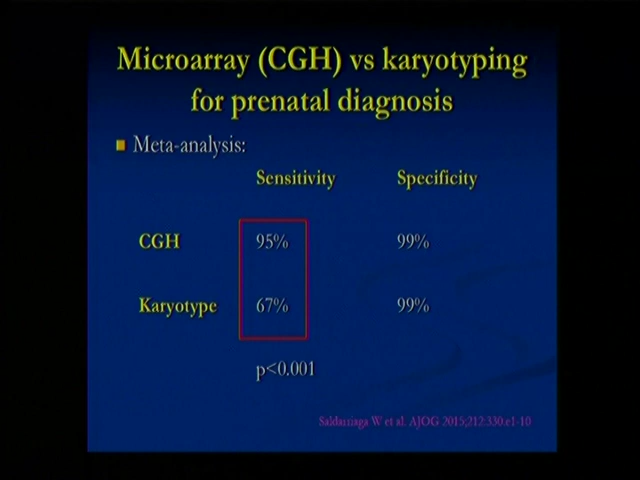 Microarray (CGH) vs karyotyping
for prenatal diagnosis
Meta-analysis:
Sensitivity Specificity
CGH 95% 99%
Karyotype 67% 99%
p<0.001
W et al. AJOG 2015;212:330.e1-10